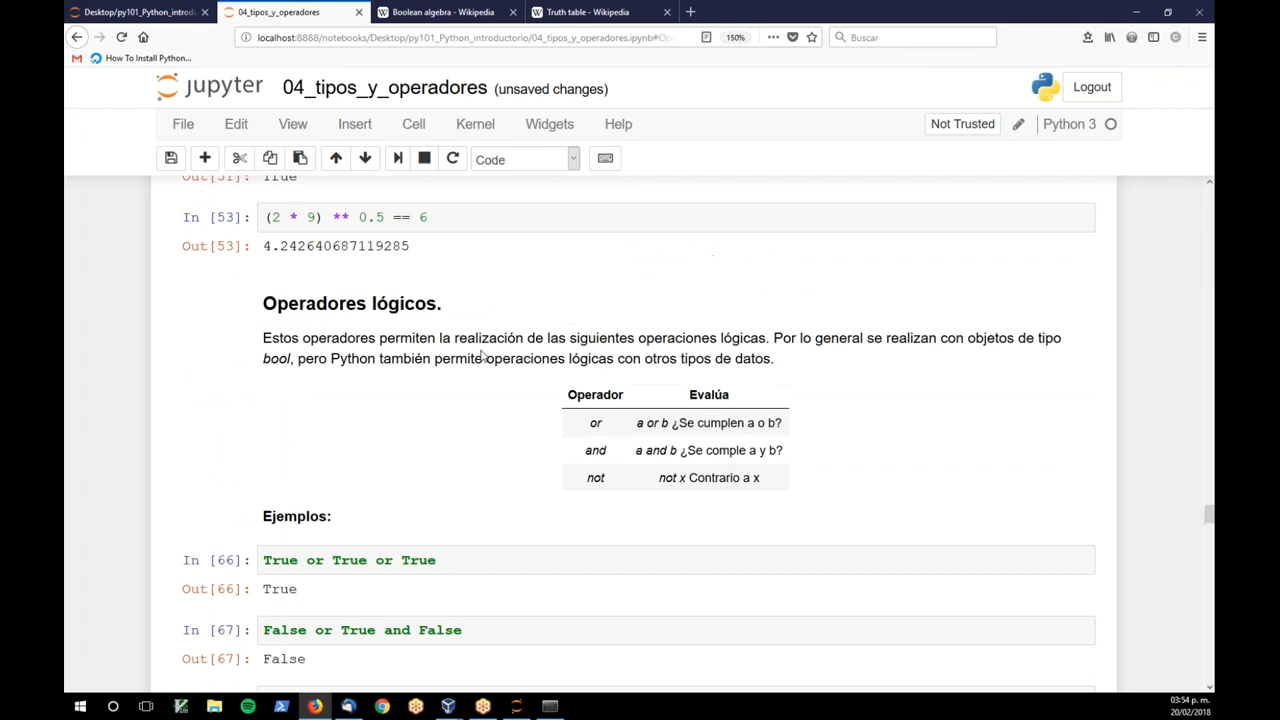 Desktop/py101_Python_introdu
04_tipos_y_operadores
Boolean algebra - Wikipedia
Truth table - Wikipedia
localhost:8888/notebooks/Desktop/py101_Python_introductorio/04_tipos_y_operadores.ipynb#Ope
150%
Buscar
How To Install Python...
jupyter
04_tipos_y_operadores (unsaved changes)
Logout
File Edit View Insert Cell Kernel Widgets Help
Not Trusted
Python 3
Code
Out[51]: True
In [53]: (2 * 9) ** 0.5 == 6
Out[53]: 4.242640687119285
Operadores lógicos.
Estos operadores permiten la realización de las siguientes operaciones lógicas. Por lo general se realizan con objetos de tipo
bool, pero Python también permite operaciones lógicas con otros tipos de datos.
Operador Evalúa
or a or b ¿Se cumplen a o b?
and a and b ¿Se comple a y b?
not not x Contrario a x
Ejemplos:
In [66]: True or True or True
Out[66]: True
In [67]: False or True and False
Out[67]: False
03:54 p. m.
20/02/2018